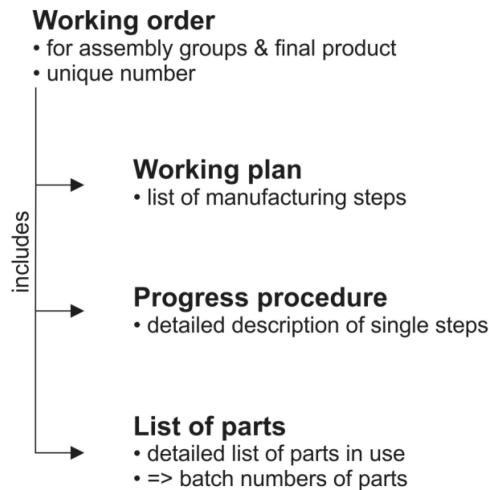 Working order
• for assembly groups & final product
• unique number
includes
Working plan
• list of manufacturing steps
Progress procedure
• detailed description of single steps
List of parts
• detailed list of parts in use
• => batch numbers of parts